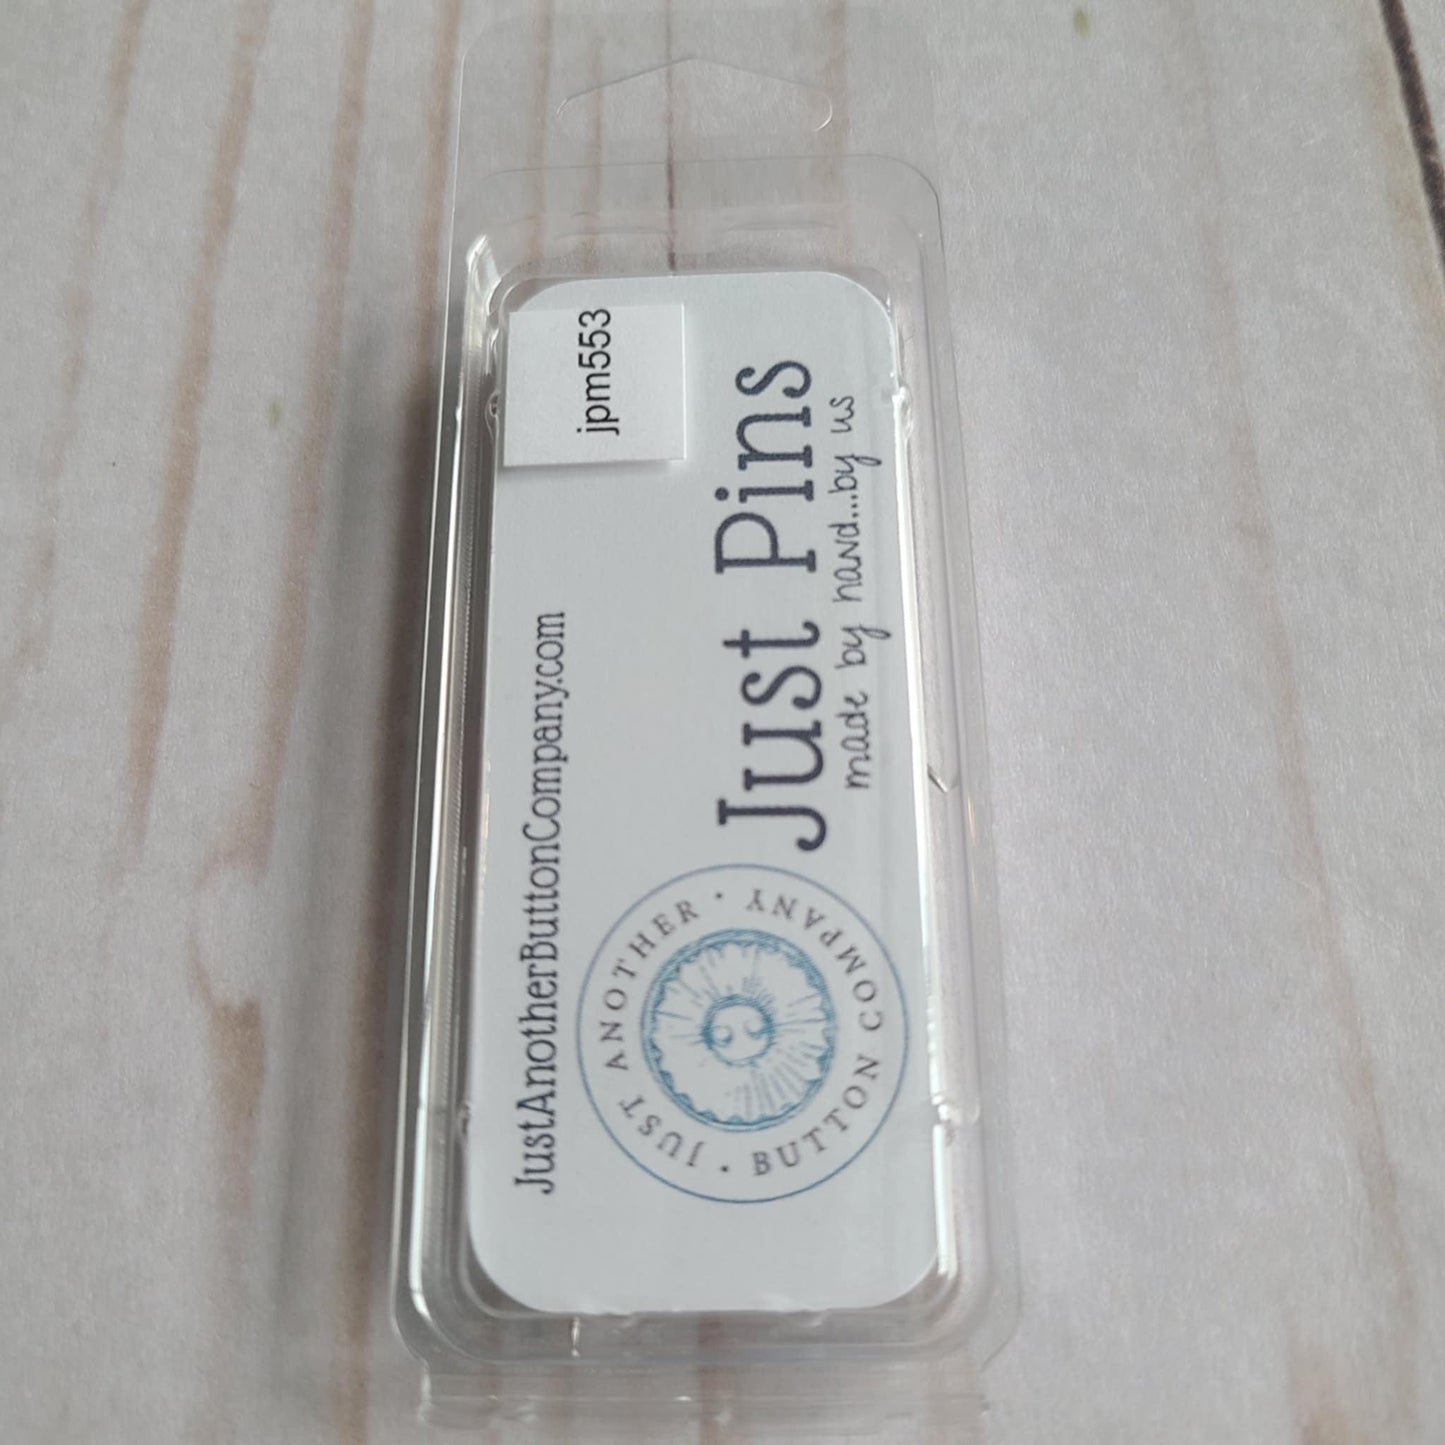 jpm553
JustAnotherButtonCompany.com
Just Pins
made by hand...by us
JUST ANOTHER · BUTTON COMPANY ·